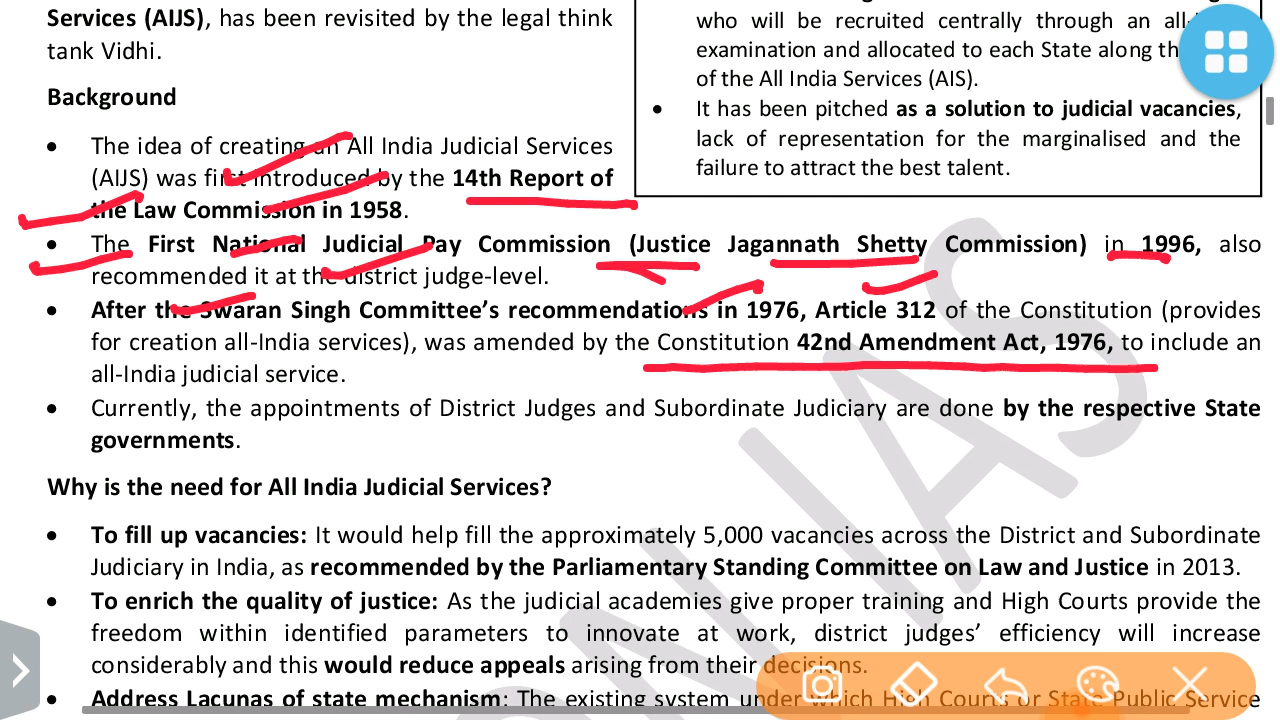 Services (AIJS), has been revisited by the legal think
tank Vidhi.
Background
• The idea of creating an All India Judicial Services
(AIJS) was first introduced by the 14th Report of
the Law Commission in 1958.
who will be recruited centrally through an
examination and allocated to each State along
of the All India Services (AIS).
• It has been pitched as a solution to judicial vacancies,
lack of representation for the marginalised and the
failure to attract the best talent.
• The First National Judicial Pay Commission (Justice Jagannath Shetty Commission) in 1996, also
recommended it at the district judge-level.
• After the Swaran Singh Committee's recommendations in 1976, Article 312 of the Constitution (provides
for creation all-India services), was amended by the Constitution 42nd Amendment Act, 1976, to include an
all-India judicial service.
• Currently, the appointments of District Judges and Subordinate Judiciary are done by the respective State
governments.
Why is the need for All India Judicial Services?
• To fill up vacancies: It would help fill the approximately 5,000 vacancies across the District and Subordinate
Judiciary in India, as recommended by the Parliamentary Standing Committee on Law and Justice in 2013.
• To enrich the quality of justice: As the judicial academies give proper training and High Courts provide the
freedom within identified parameters to innovate at work, district judges' efficiency will increase
considerably and this would reduce appeals arising from their decisions.
• Address Lacunas of state mechanism: The existing system under which High Courts or State Public Service
ON IAS